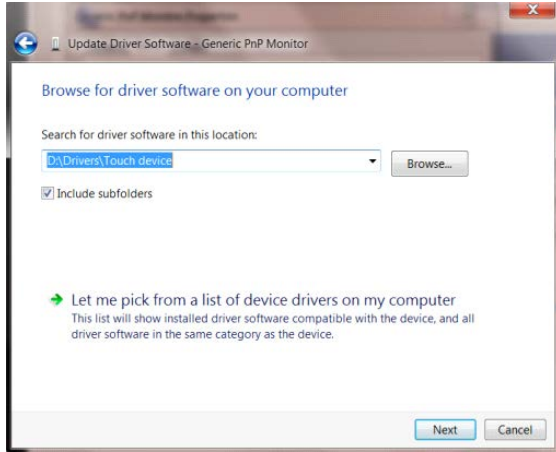 Update Driver Software - Generic PnP Monitor
Browse for driver software on your computer
Search for driver software in this location:
D:\Drivers\Touch device
Browse...
Include subfolders
Let me pick from a list of device drivers on my computer
This list will show installed driver software compatible with the device, and all
driver software in the same category as the device.
Next
Cancel